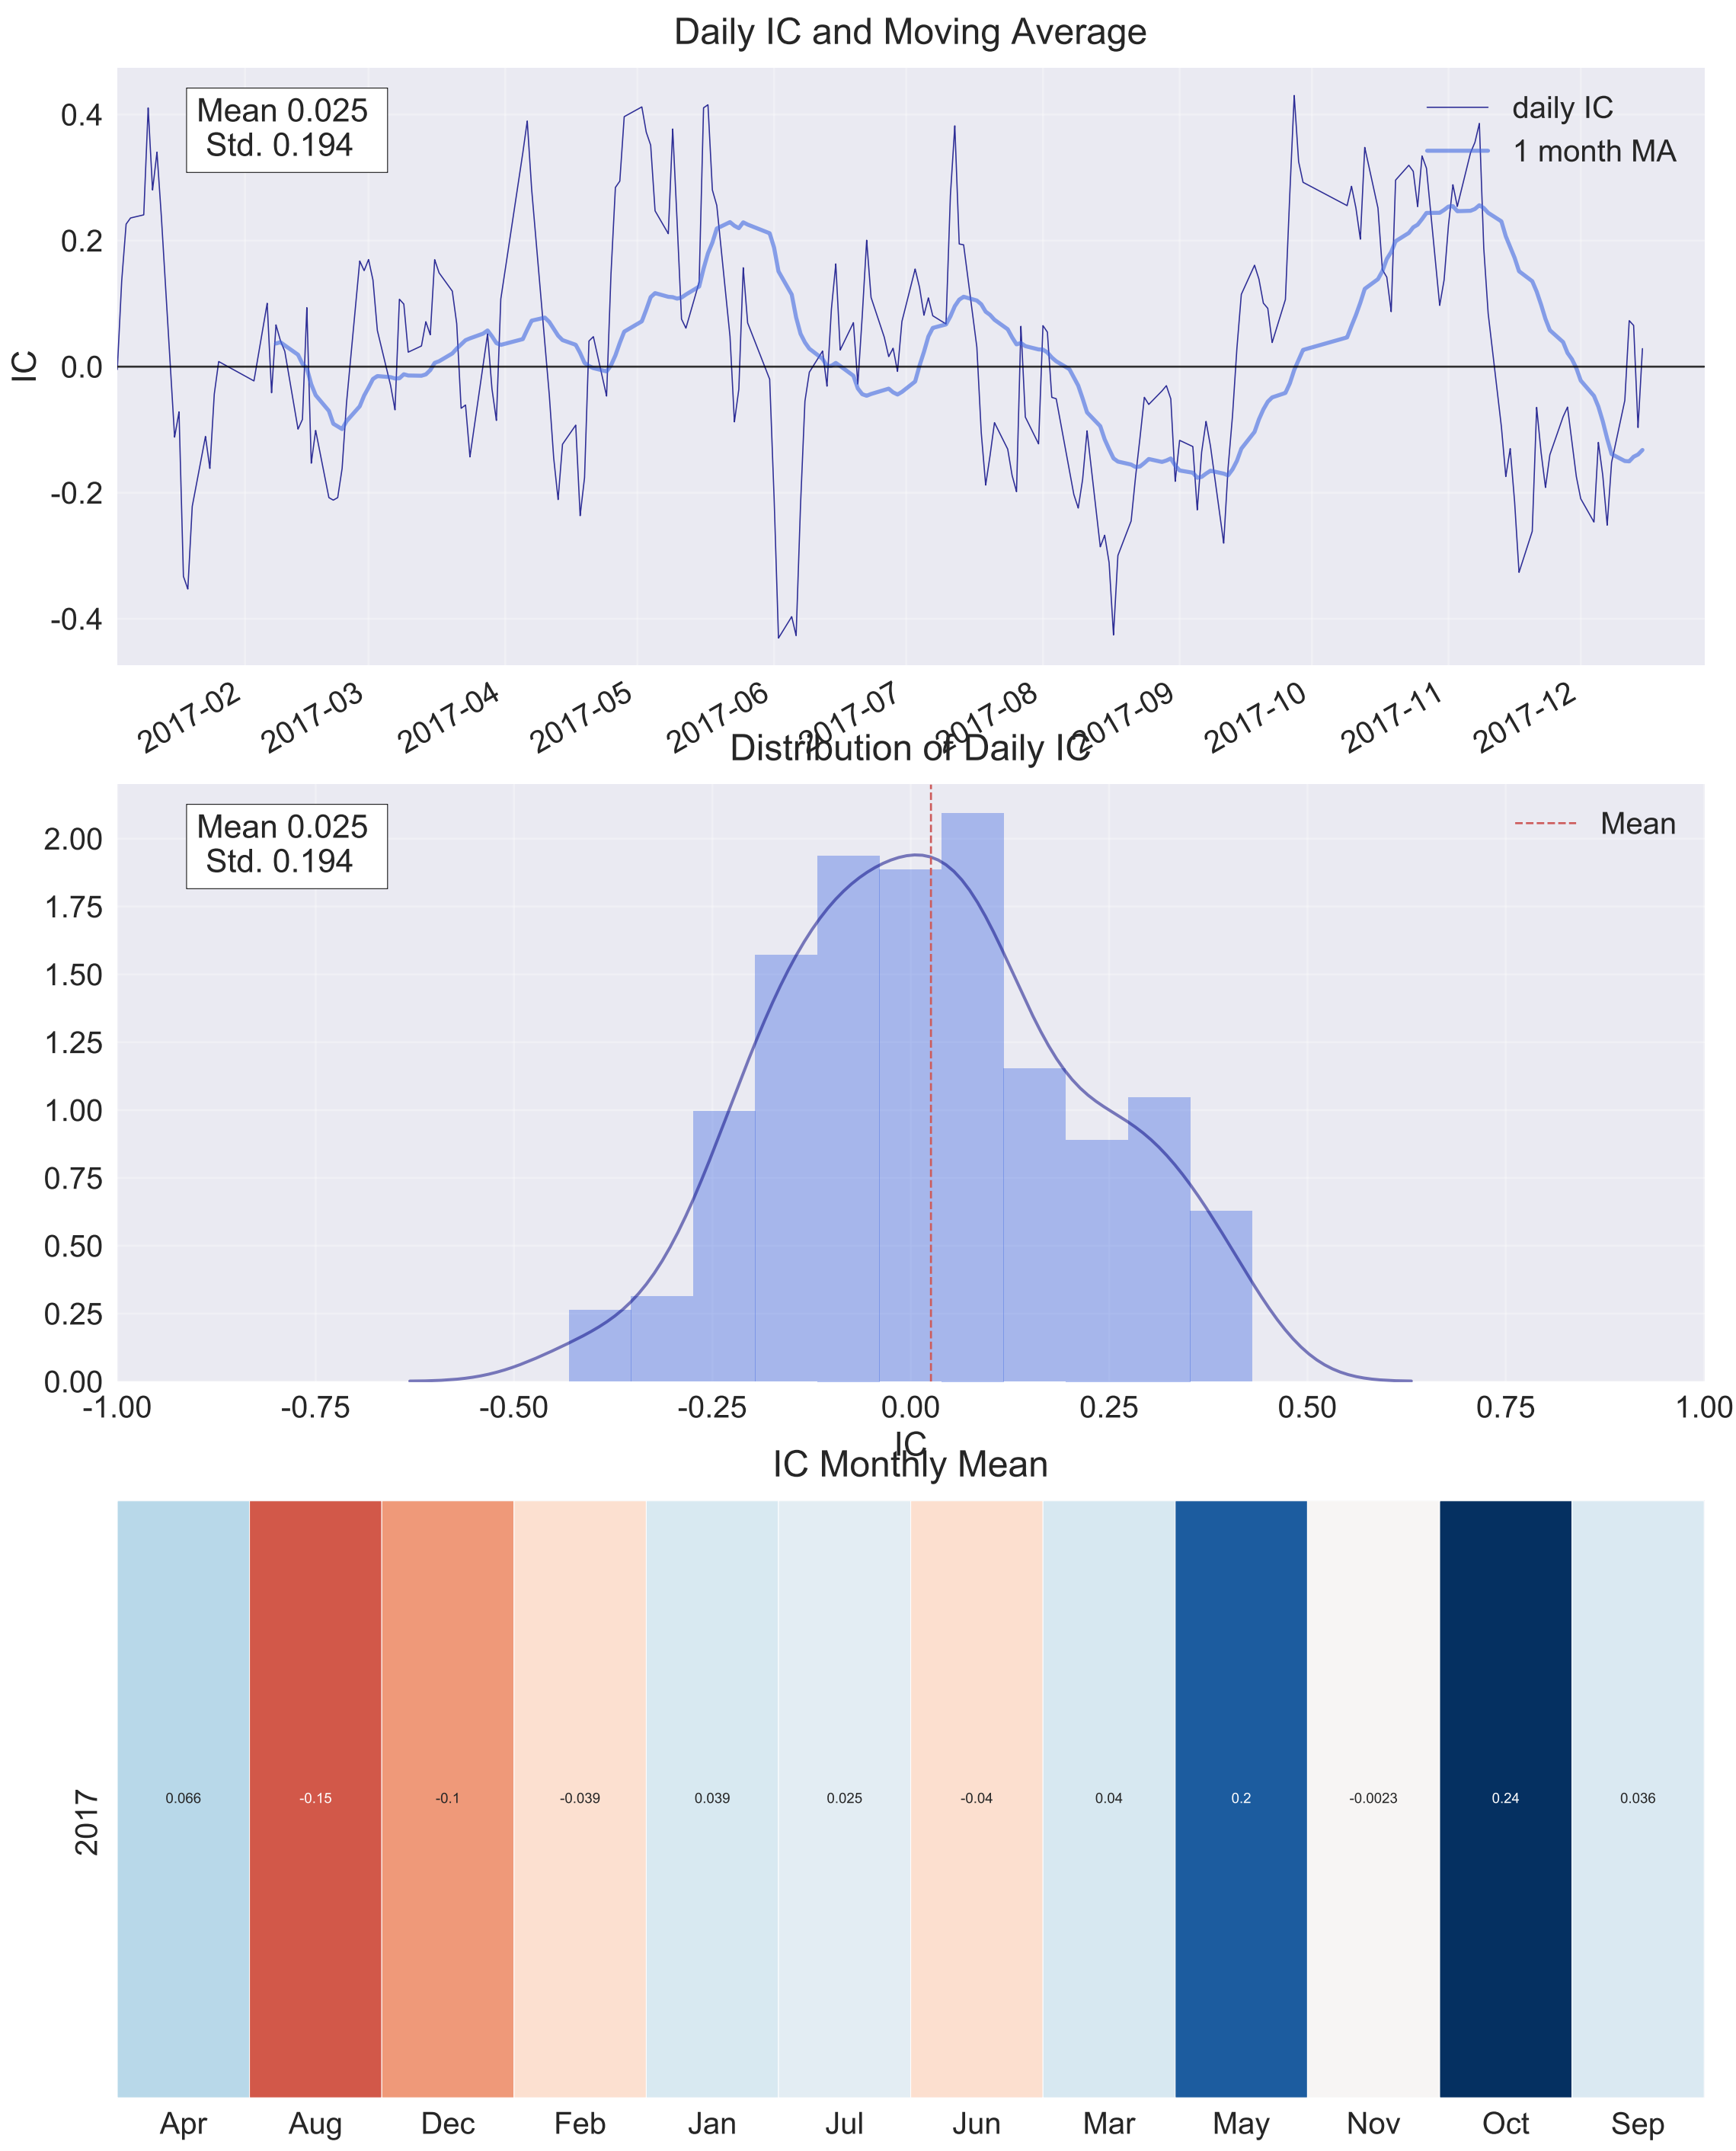 Daily IC and Moving Average
Mean 0.025
Std. 0.194
daily IC
1 month MA
IC
0.4
0.2
0.0
-0.2
-0.4
2017-02
2017-03
2017-04
2017-05
2017-06
2017-07
2017-08
2017-09
2017-10
2017-11
2017-12
Distribution of Daily IC
Mean 0.025
Std. 0.194
Mean
2.00
1.75
1.50
1.25
1.00
0.75
0.50
0.25
0.00
-1.00 -0.75 -0.50 -0.25 0.00 0.25 0.50 0.75 1.00
IC
IC Monthly Mean
2017
0.066 -0.15 -0.1 -0.039 0.039 0.025 -0.04 0.04 0.2 -0.0023 0.24 0.036
Apr Aug Dec Feb Jan Jul Jun Mar May Nov Oct Sep